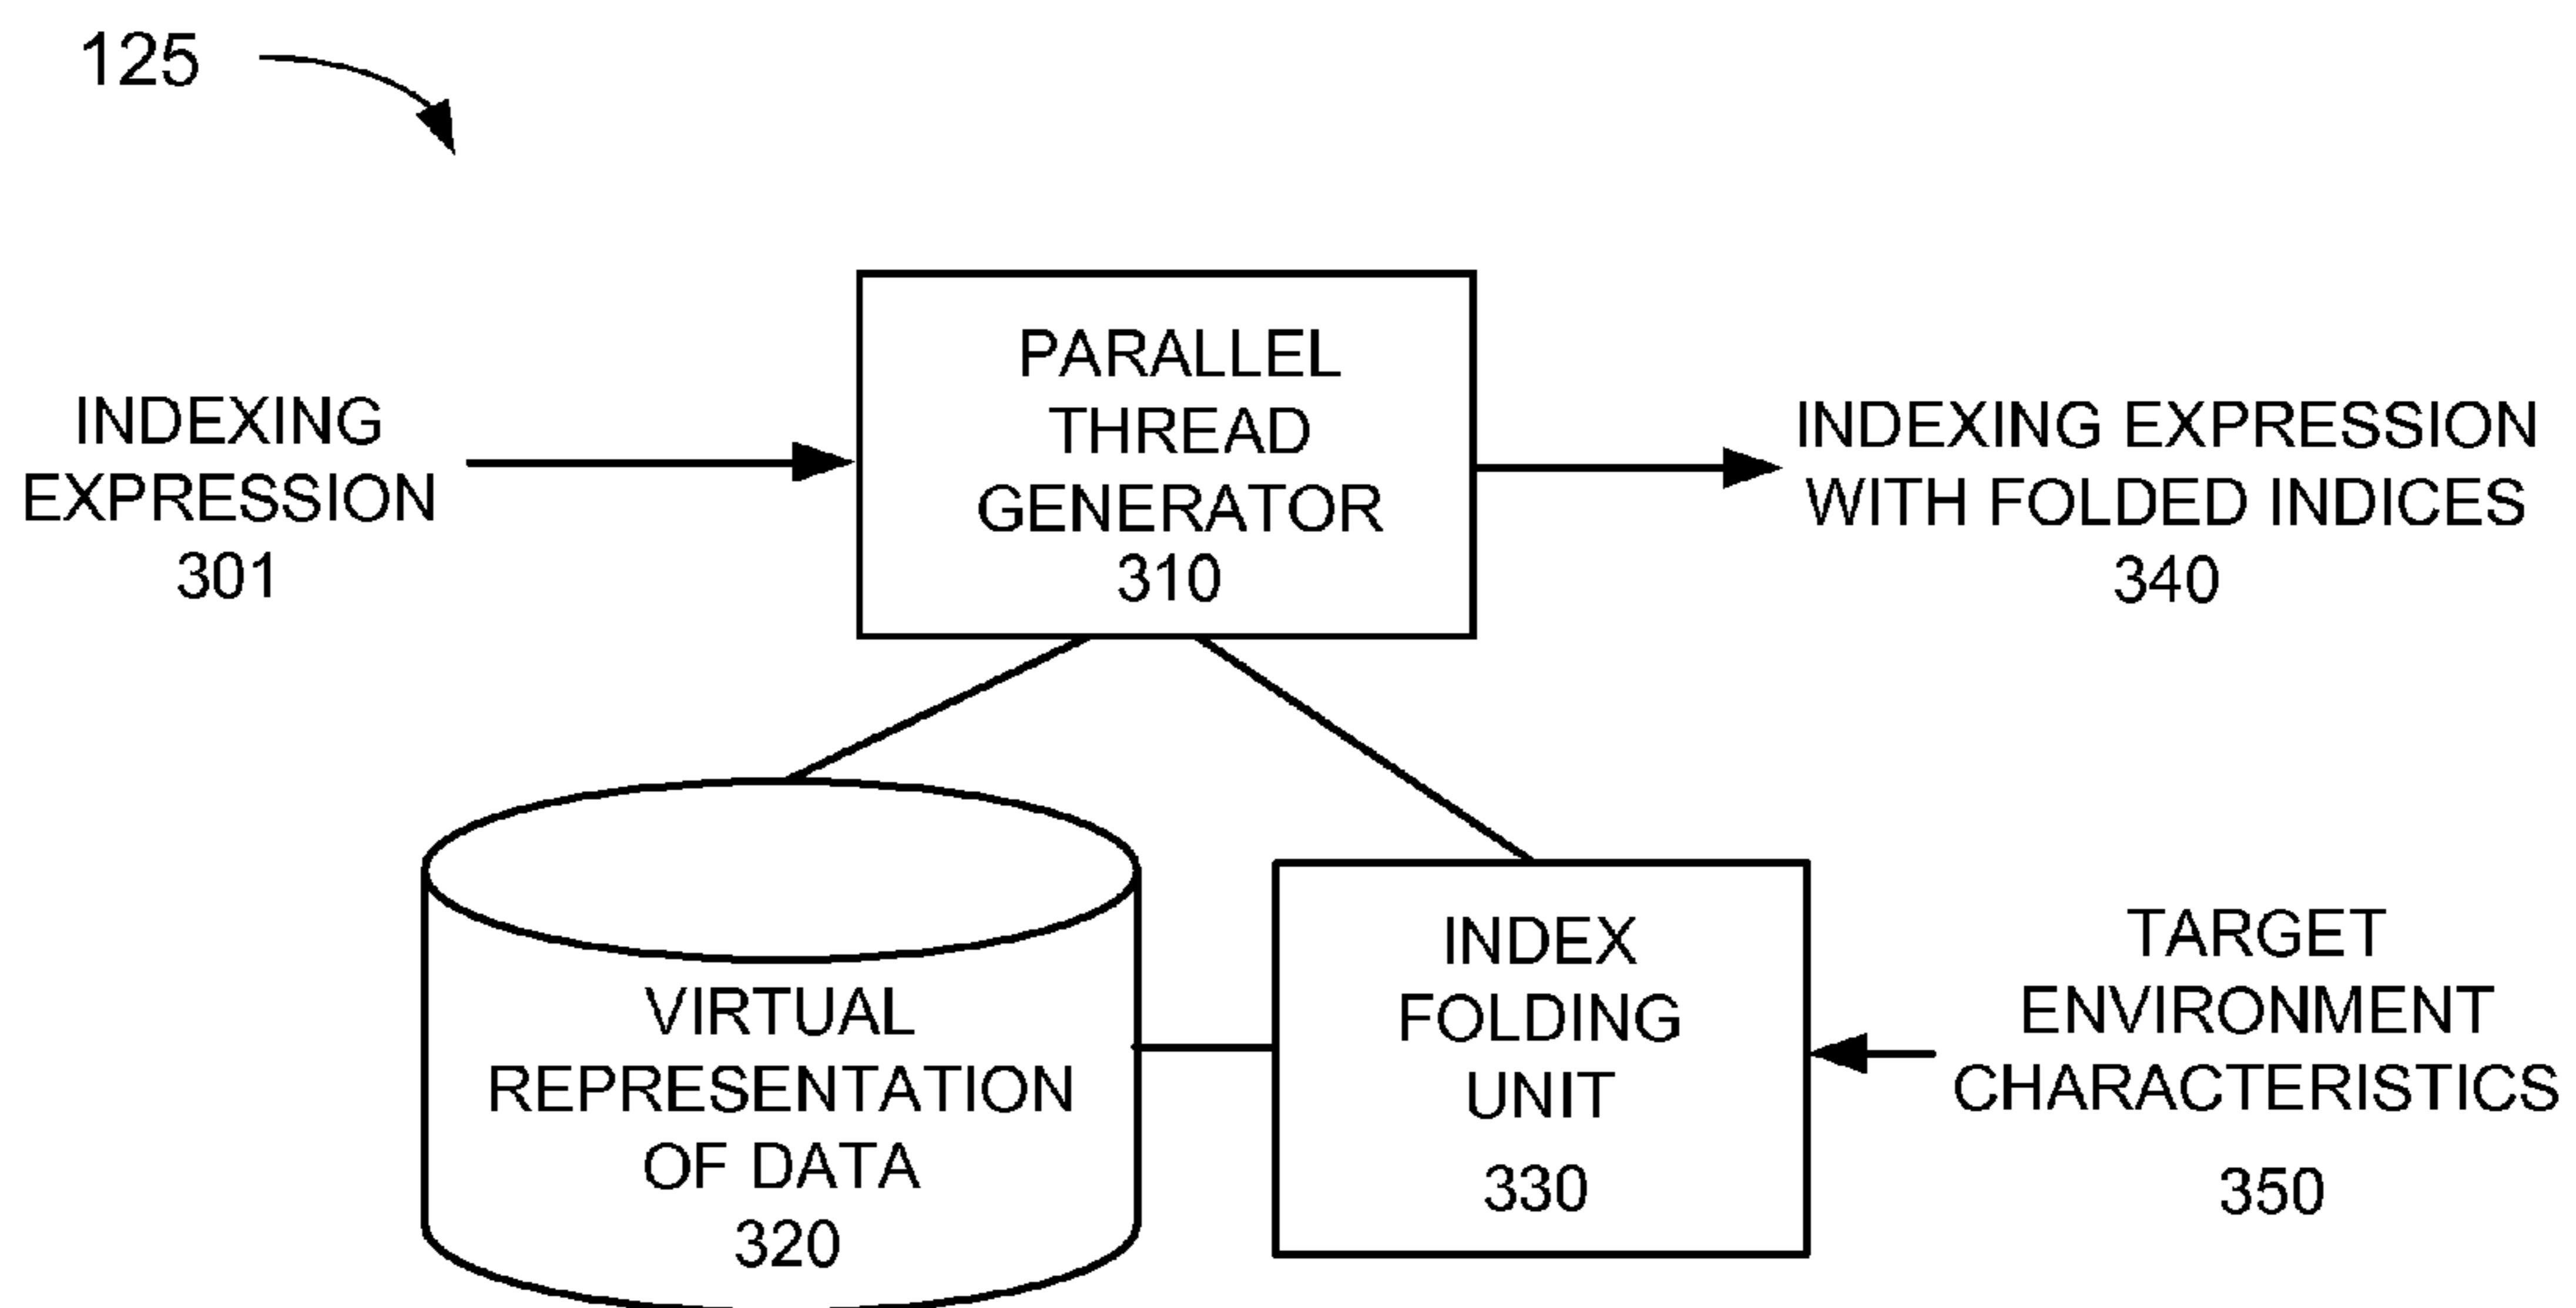 125
PARALLEL
THREAD
GENERATOR
310
INDEXING
EXPRESSION
301
INDEXING EXPRESSION
WITH FOLDED INDICES
340
VIRTUAL
REPRESENTATION
OF DATA
320
INDEX
FOLDING
UNIT
330
TARGET
ENVIRONMENT
CHARACTERISTICS
350